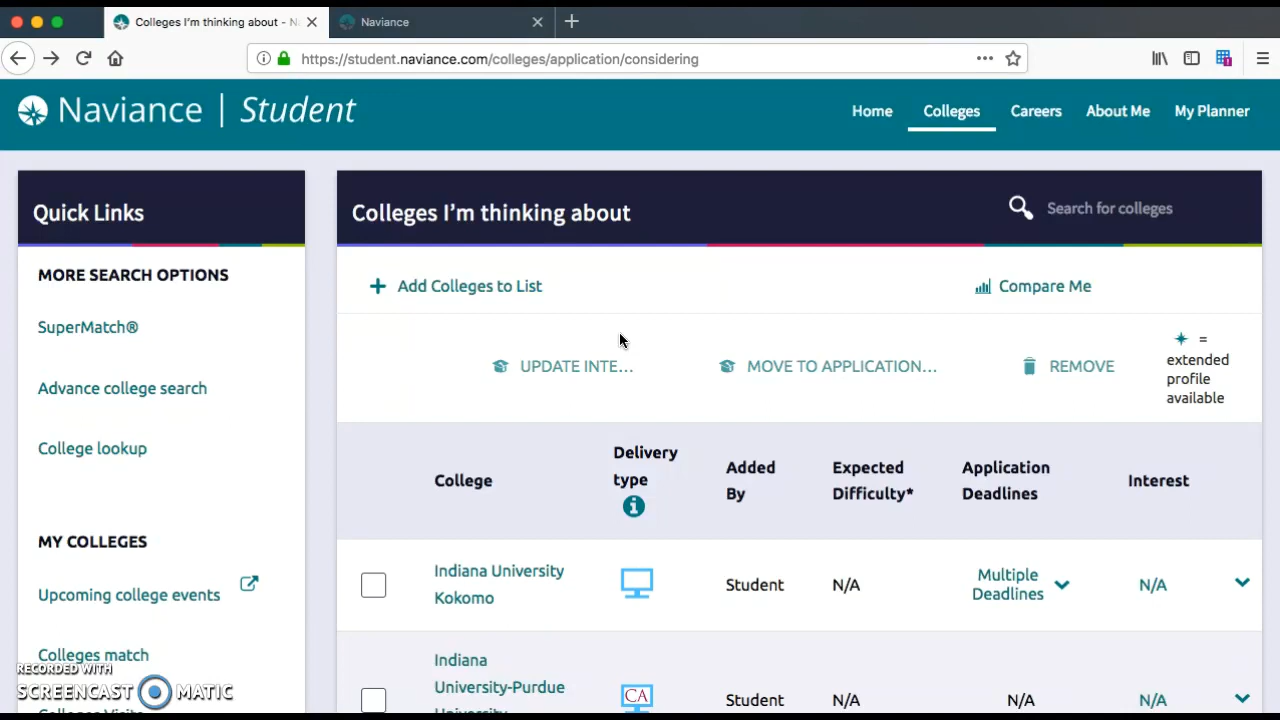 Colleges I'm thinking about - N
Naviance
https://student.naviance.com/colleges/application/considering
Naviance | Student
Home
Colleges
Careers
About Me
My Planner
Quick Links
MORE SEARCH OPTIONS
SuperMatch®
Advance college search
College lookup
MY COLLEGES
Upcoming college events
Colleges match
Colleges I'm thinking about
Search for colleges
Add Colleges to List
Compare Me
UPDATE INTE...
MOVE TO APPLICATION...
REMOVE
=
extended
profile
available
College
Delivery
type
Added
By
Expected
Difficulty*
Application
Deadlines
Interest
Indiana University
Kokomo
Student
N/A
Multiple
Deadlines
N/A
Indiana
University-Purdue
University
CA
Student
N/A
N/A
N/A
RECORDED WITH
SCREENCAST MATIC